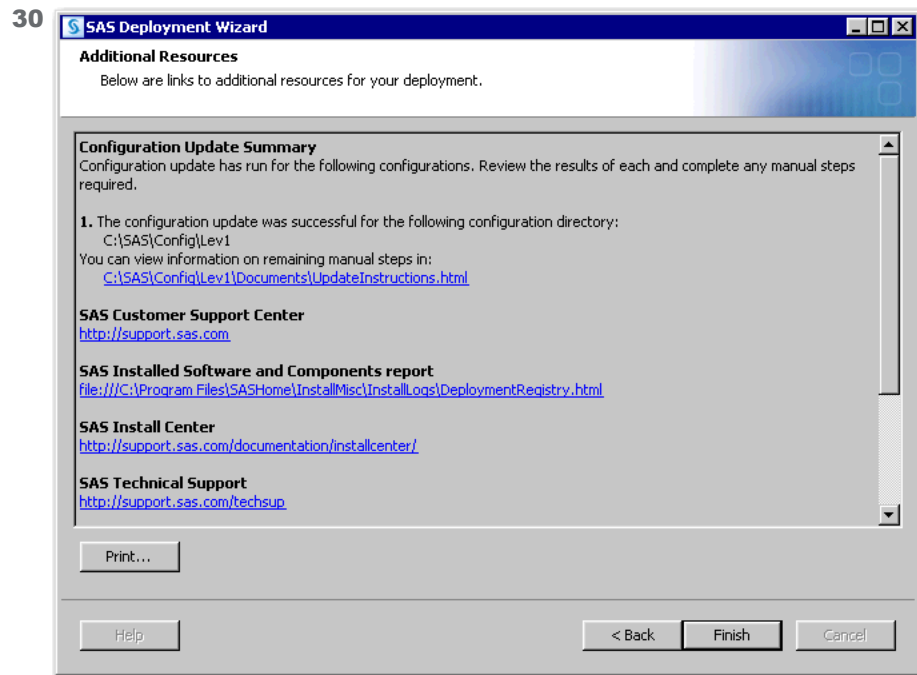 30
SAS Deployment Wizard
Additional Resources
Below are links to additional resources for your deployment.
Configuration Update Summary
Configuration update has run for the following configurations. Review the results of each and complete any manual steps
required.
1. The configuration update was successful for the following configuration directory:
C:\SAS\Config\Lev1
You can view information on remaining manual steps in:
C:\SAS\Config\Lev1\Documents\UpdateInstructions.html
SAS Customer Support Center
http://support.sas.com
SAS Installed Software and Components report
file:///C:\Program Files\SASHome\InstallMisc\InstallLogs\DeploymentRegistry.html
SAS Install Center
http://support.sas.com/documentation/installcenter/
SAS Technical Support
http://support.sas.com/techsup
Print...
Help
< Back
Finish
Cancel